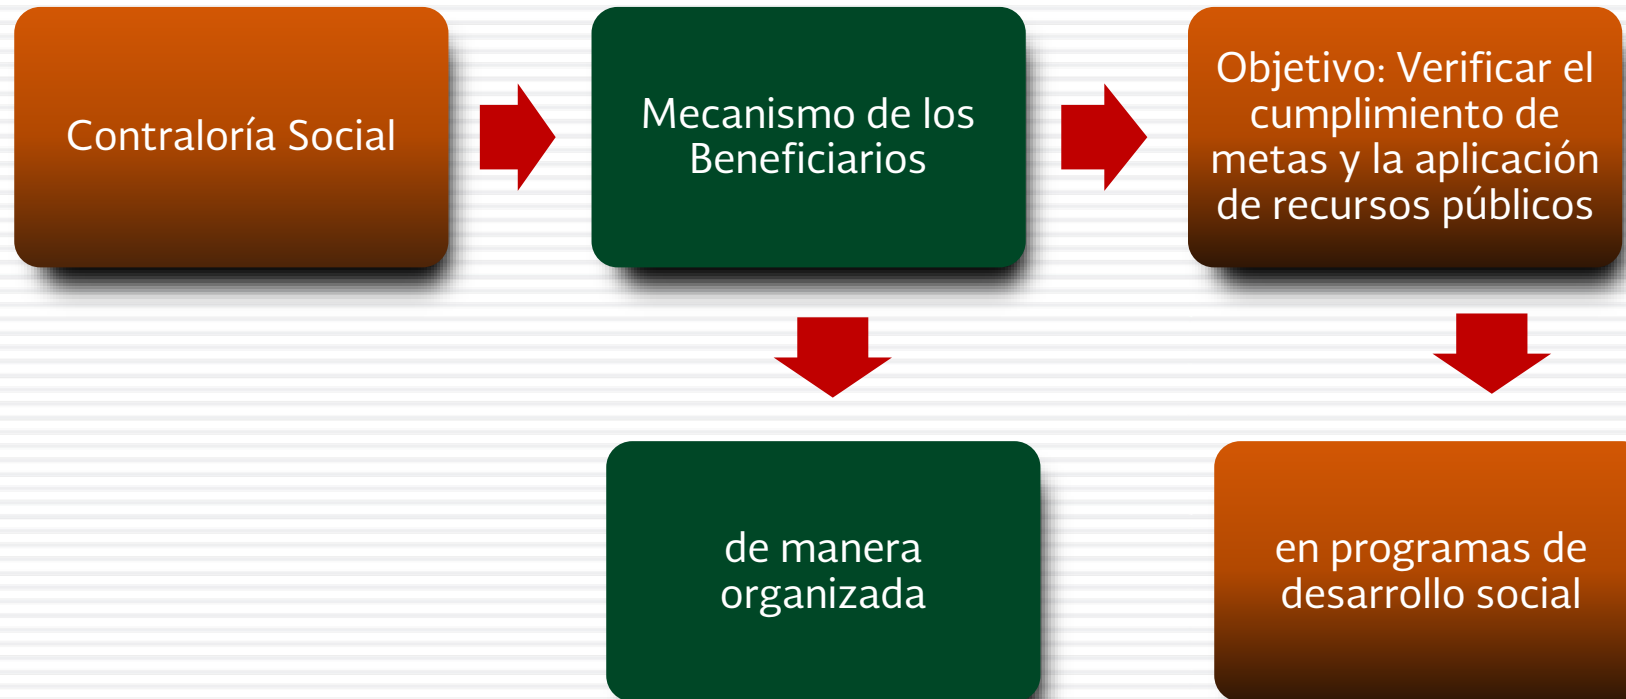 Contraloría Social
Mecanismo de los
Beneficiarios
Objetivo: Verificar el
cumplimiento de
metas y la aplicación
de recursos públicos
de manera
organizada
en programas de
desarrollo social